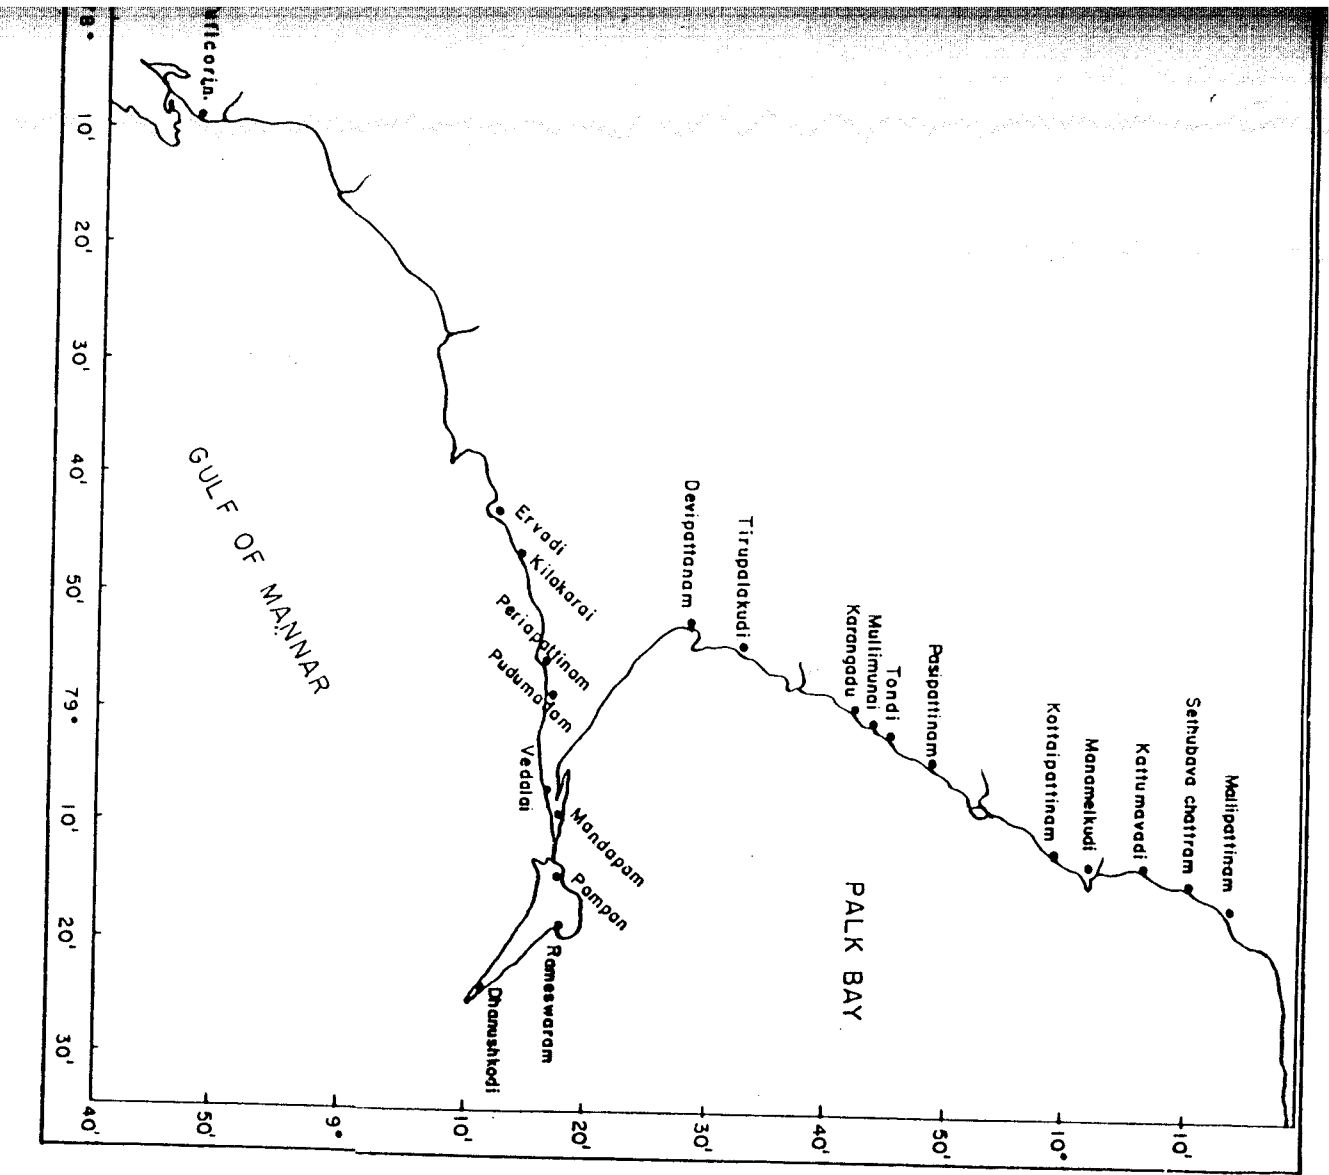 Mallipattinam
10'
Sethubava chattram
Kattumavadi
Manamelkudi
10°
Kottaipattinam
50'
Pasipattinam
Tondi
Mullimunai
Karangadu
PALK BAY
40'
Tirupalakudi
30'
Devipattanam
Mandapam
Pampan
20'
Ervadi
Kilakarai
Periapattinam
Pudumadam
Vedalai
Rameswaram
Dhanushkodi
10'
9°
GULF OF MANNAR
uticorin.
50'
40'
8°
10'
20'
30'
40'
50'
79°
10'
20'
30'